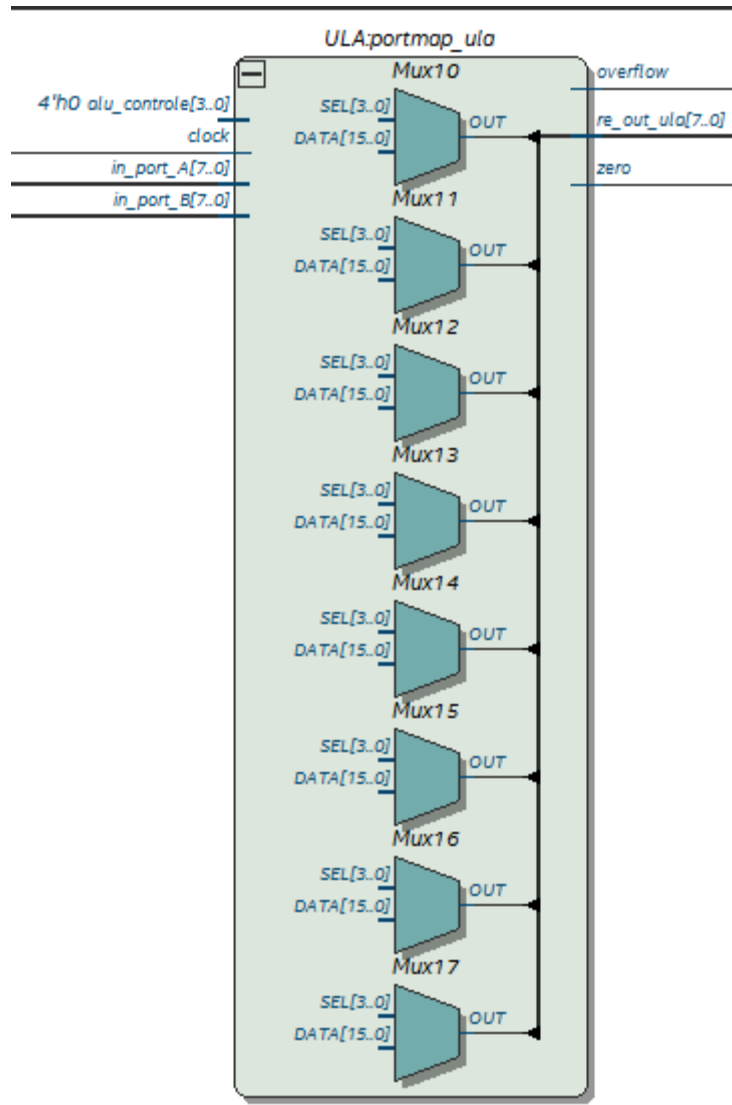 ULA:portmap_ula
Mux10
overflow
4'h0 alu_controle[3..0]
SEL[3..0]
OUT
re_out_ula[7..0]
clock
DATA[15..0]
in_port_A[7..0]
zero
in_port_B[7..0]
Mux11
SEL[3..0]
OUT
DATA[15..0]
Mux12
SEL[3..0]
OUT
DATA[15..0]
Mux13
SEL[3..0]
OUT
DATA[15..0]
Mux14
SEL[3..0]
OUT
DATA[15..0]
Mux15
SEL[3..0]
OUT
DATA[15..0]
Mux16
SEL[3..0]
OUT
DATA[15..0]
Mux17
SEL[3..0]
OUT
DATA[15..0]